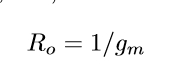 R_o = 1/g_m